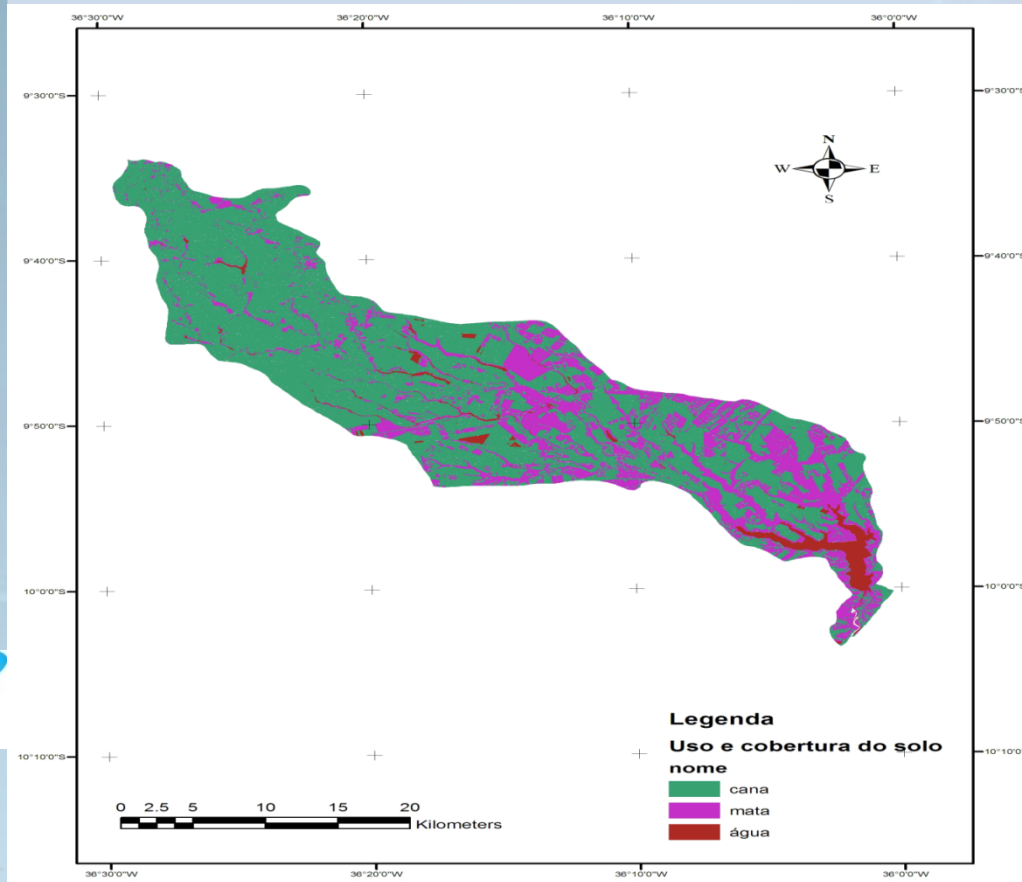 36°30'0"W 36°20'0"W 36°10'0"W 36°0'0"W
9°30'0"S 9°30'0"S
N
W E
S
9°40'0"S 9°40'0"S
9°50'0"S 9°50'0"S
10°0'0"S 10°0'0"S
Legenda
Uso e cobertura do solo
nome
10°10'0"S 10°10'0"S
cana
mata
água
0 2.5 5 10 15 20
Kilometers
36°30'0"W 36°20'0"W 36°10'0"W 36°0'0"W